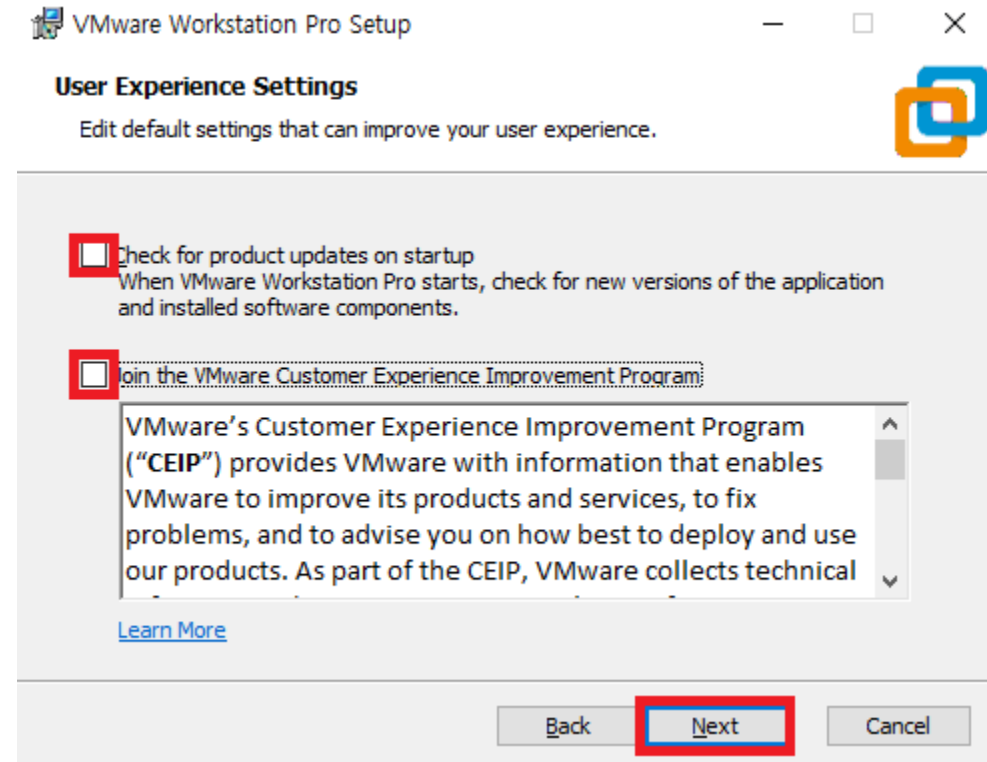 VMware Workstation Pro Setup
User Experience Settings
Edit default settings that can improve your user experience.
Check for product updates on startup
When VMware Workstation Pro starts, check for new versions of the application
and installed software components.
Join the VMware Customer Experience Improvement Program
VMware’s Customer Experience Improvement Program
(“CEIP”) provides VMware with information that enables
VMware to improve its products and services, to fix
problems, and to advise you on how best to deploy and use
our products. As part of the CEIP, VMware collects technical
Learn More
Back
Next
Cancel